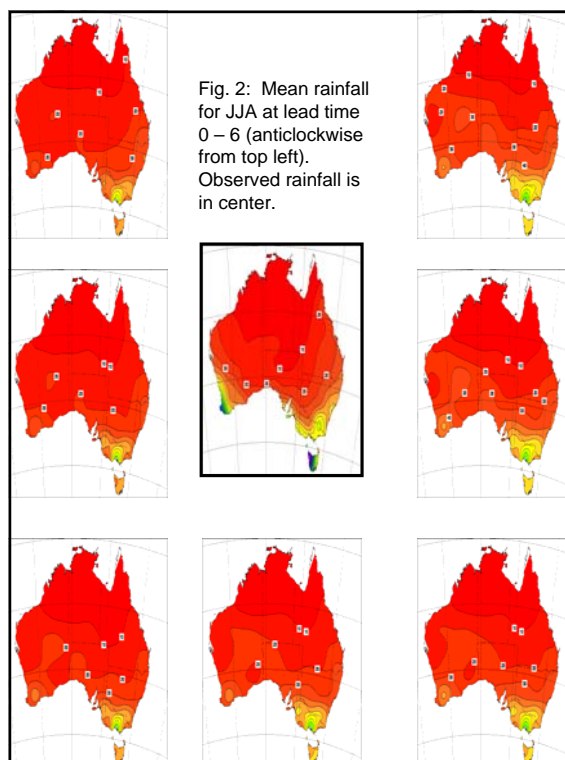 Fig. 2: Mean rainfall
for JJA at lead time
0 – 6 (anticlockwise
from top left).
Observed rainfall is
in center.